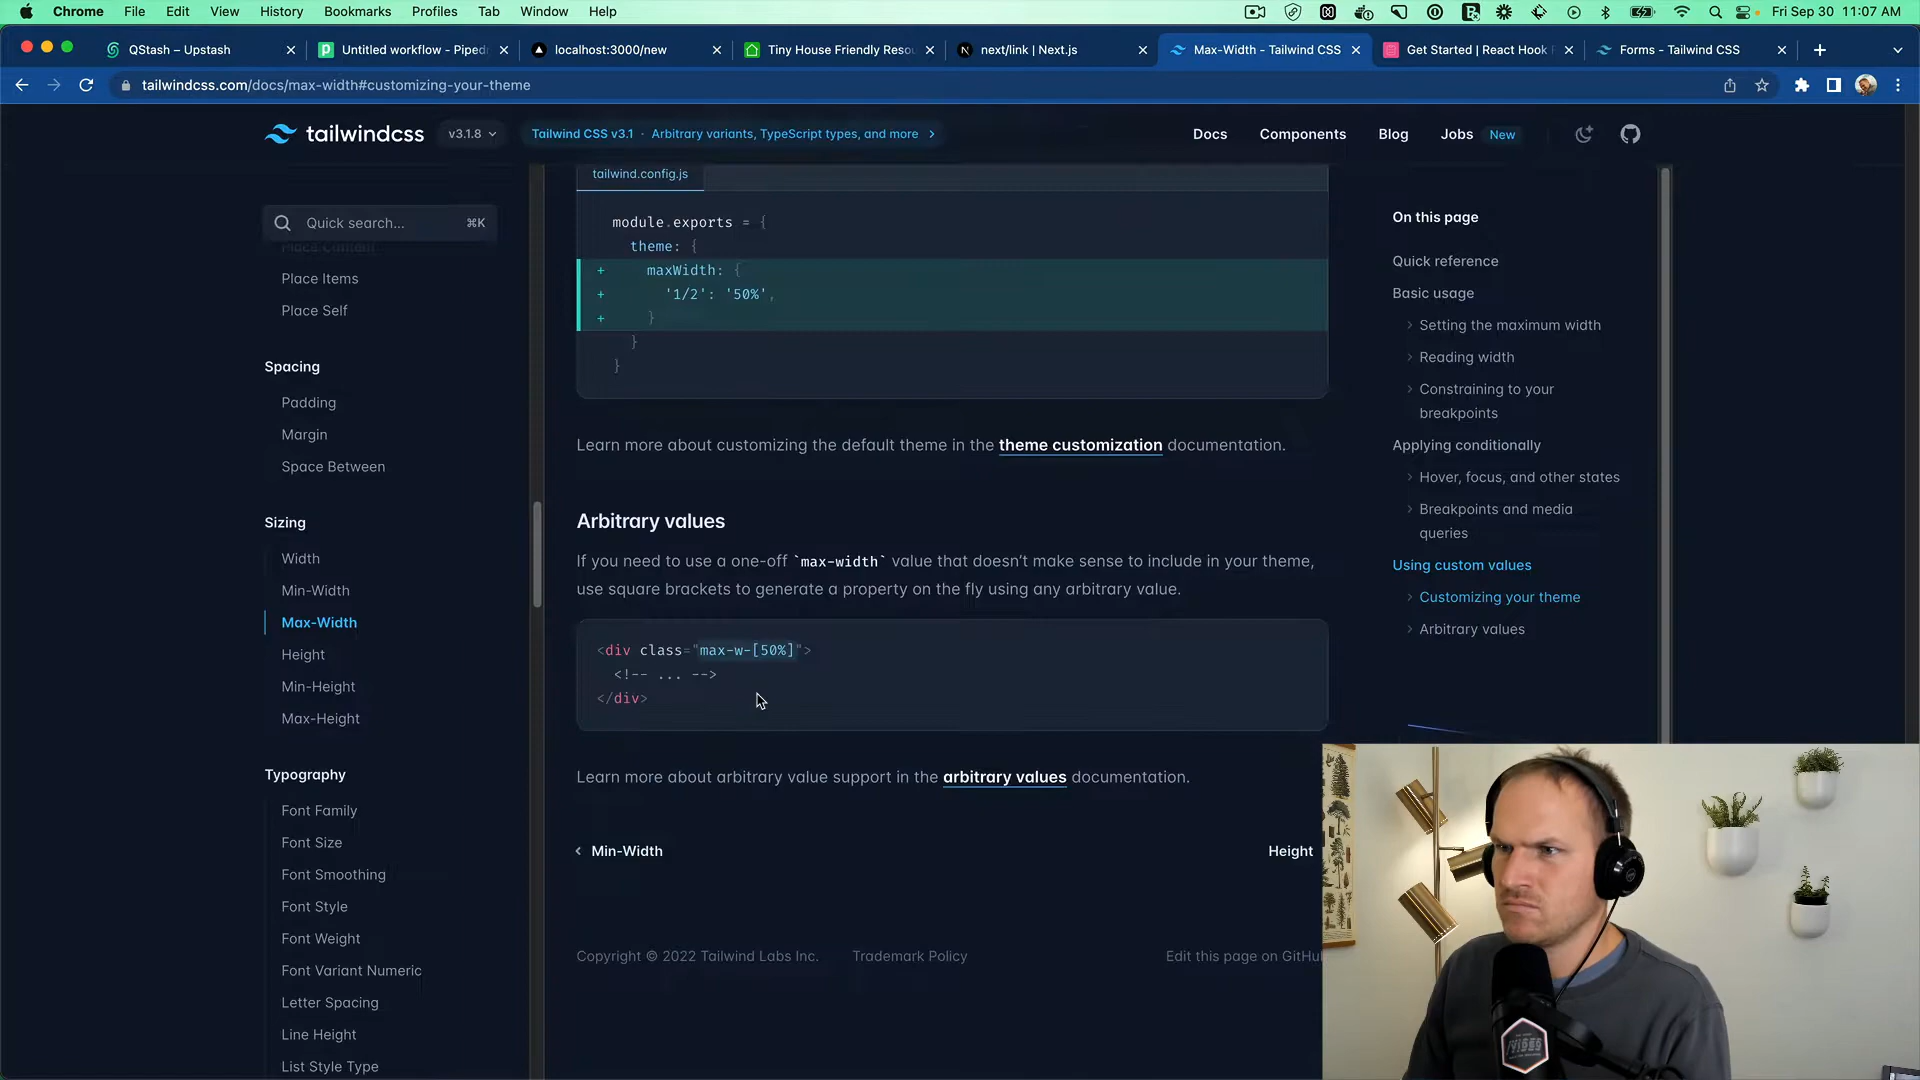 Chrome File Edit View History Bookmarks Profiles Tab Window Help Fri Sep 30 11:07 AM
QStash – Upstash
Untitled workflow - Piped
localhost:3000/new
Tiny House Friendly Resou
next/link | Next.js
Max-Width - Tailwind CSS
Get Started | React Hook F
Forms - Tailwind CSS
tailwindcss.com/docs/max-width#customizing-your-theme
tailwindcss v3.1.8 Tailwind CSS v3.1 · Arbitrary variants, TypeScript types, and more
Docs Components Blog Jobs New
Quick search... ⌘K
Place Content
Place Items
Place Self
Spacing
Padding
Margin
Space Between
Sizing
Width
Min-Width
Max-Width
Height
Min-Height
Max-Height
Typography
Font Family
Font Size
Font Smoothing
Font Style
Font Weight
Font Variant Numeric
Letter Spacing
Line Height
List Style Type
tailwind.config.js
module.exports = {
theme: {
+ maxWidth: {
+ '1/2': '50%',
+ }
}
}
Learn more about customizing the default theme in the theme customization documentation.
Arbitrary values
If you need to use a one-off `max-width` value that doesn’t make sense to include in your theme,
use square brackets to generate a property on the fly using any arbitrary value.
<div class="max-w-[50%]">
<!-- ... -->
</div>
Learn more about arbitrary value support in the arbitrary values documentation.
Min-Width
Height
Copyright © 2022 Tailwind Labs Inc. Trademark Policy
Edit this page on GitHu
On this page
Quick reference
Basic usage
Setting the maximum width
Reading width
Constraining to your
breakpoints
Applying conditionally
Hover, focus, and other states
Breakpoints and media
queries
Using custom values
Customizing your theme
Arbitrary values